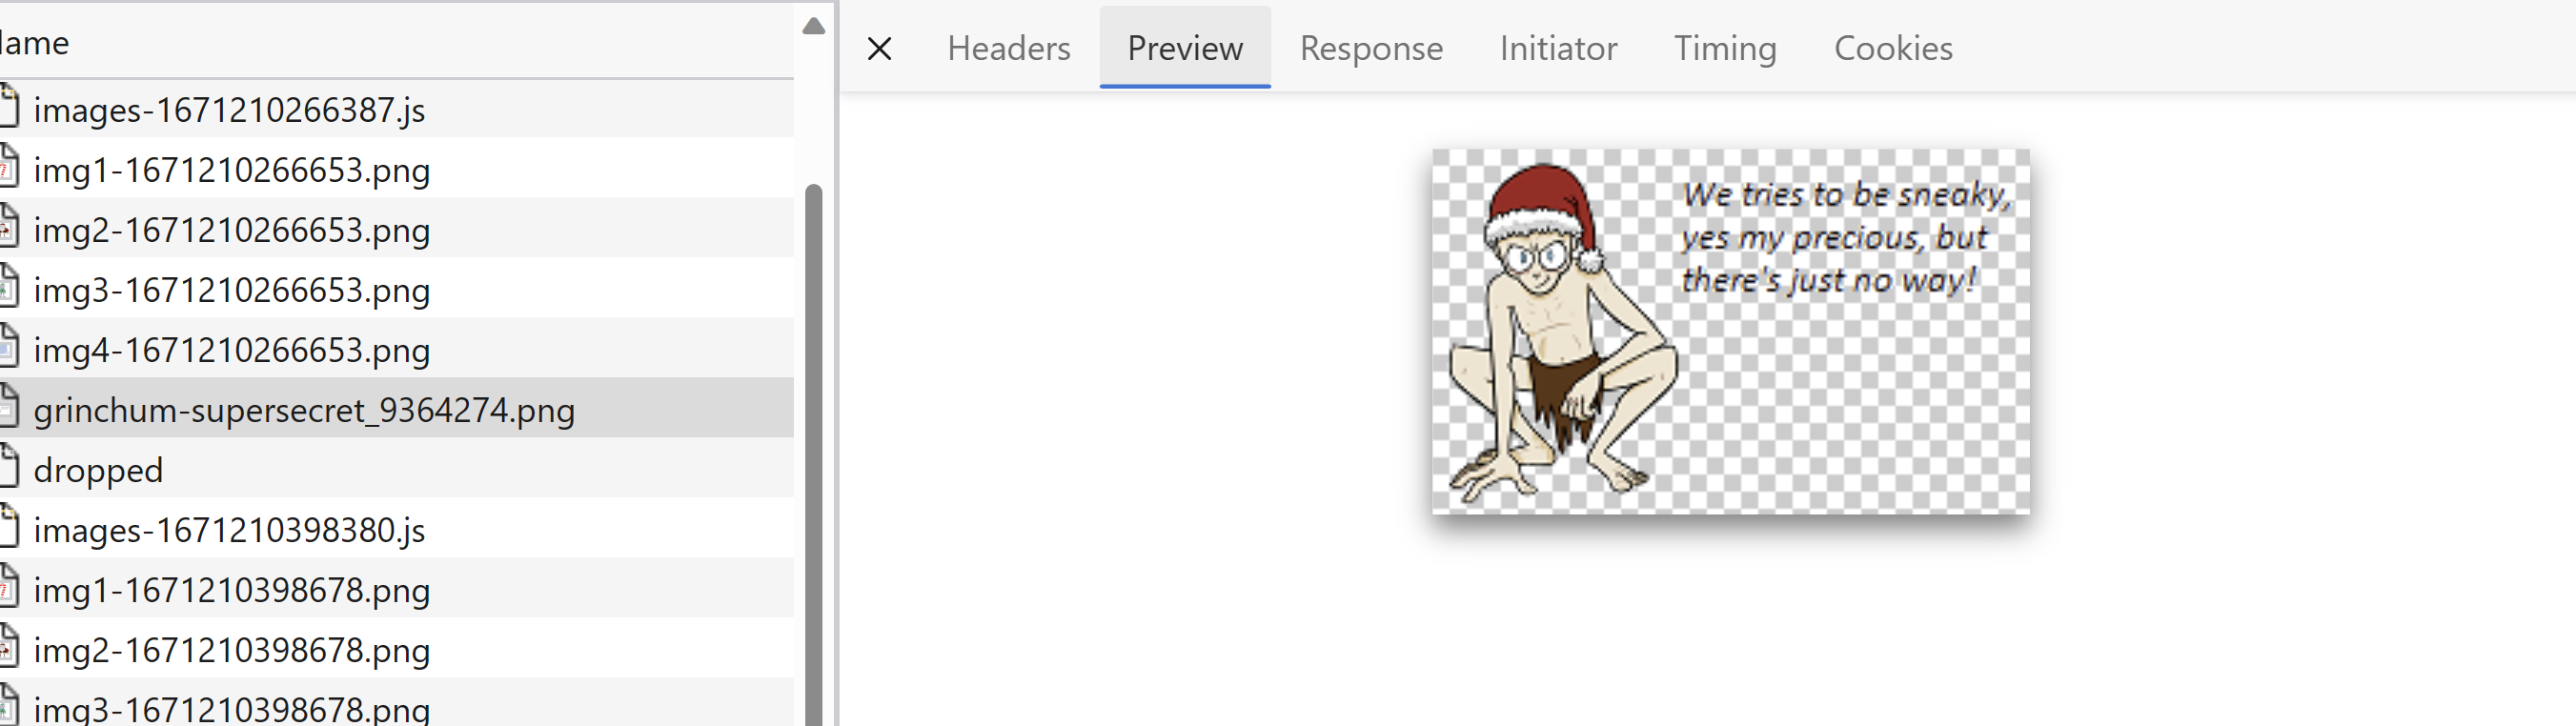 ame
images-1671210266387.js
img1-1671210266653.png
img2-1671210266653.png
img3-1671210266653.png
img4-1671210266653.png
grinchum-supersecret_9364274.png
dropped
images-1671210398380.js
img1-1671210398678.png
img2-1671210398678.png
img3-1671210398678.png
Headers Preview Response Initiator Timing Cookies
We tries to be sneaky,
yes my precious, but
there's just no way!